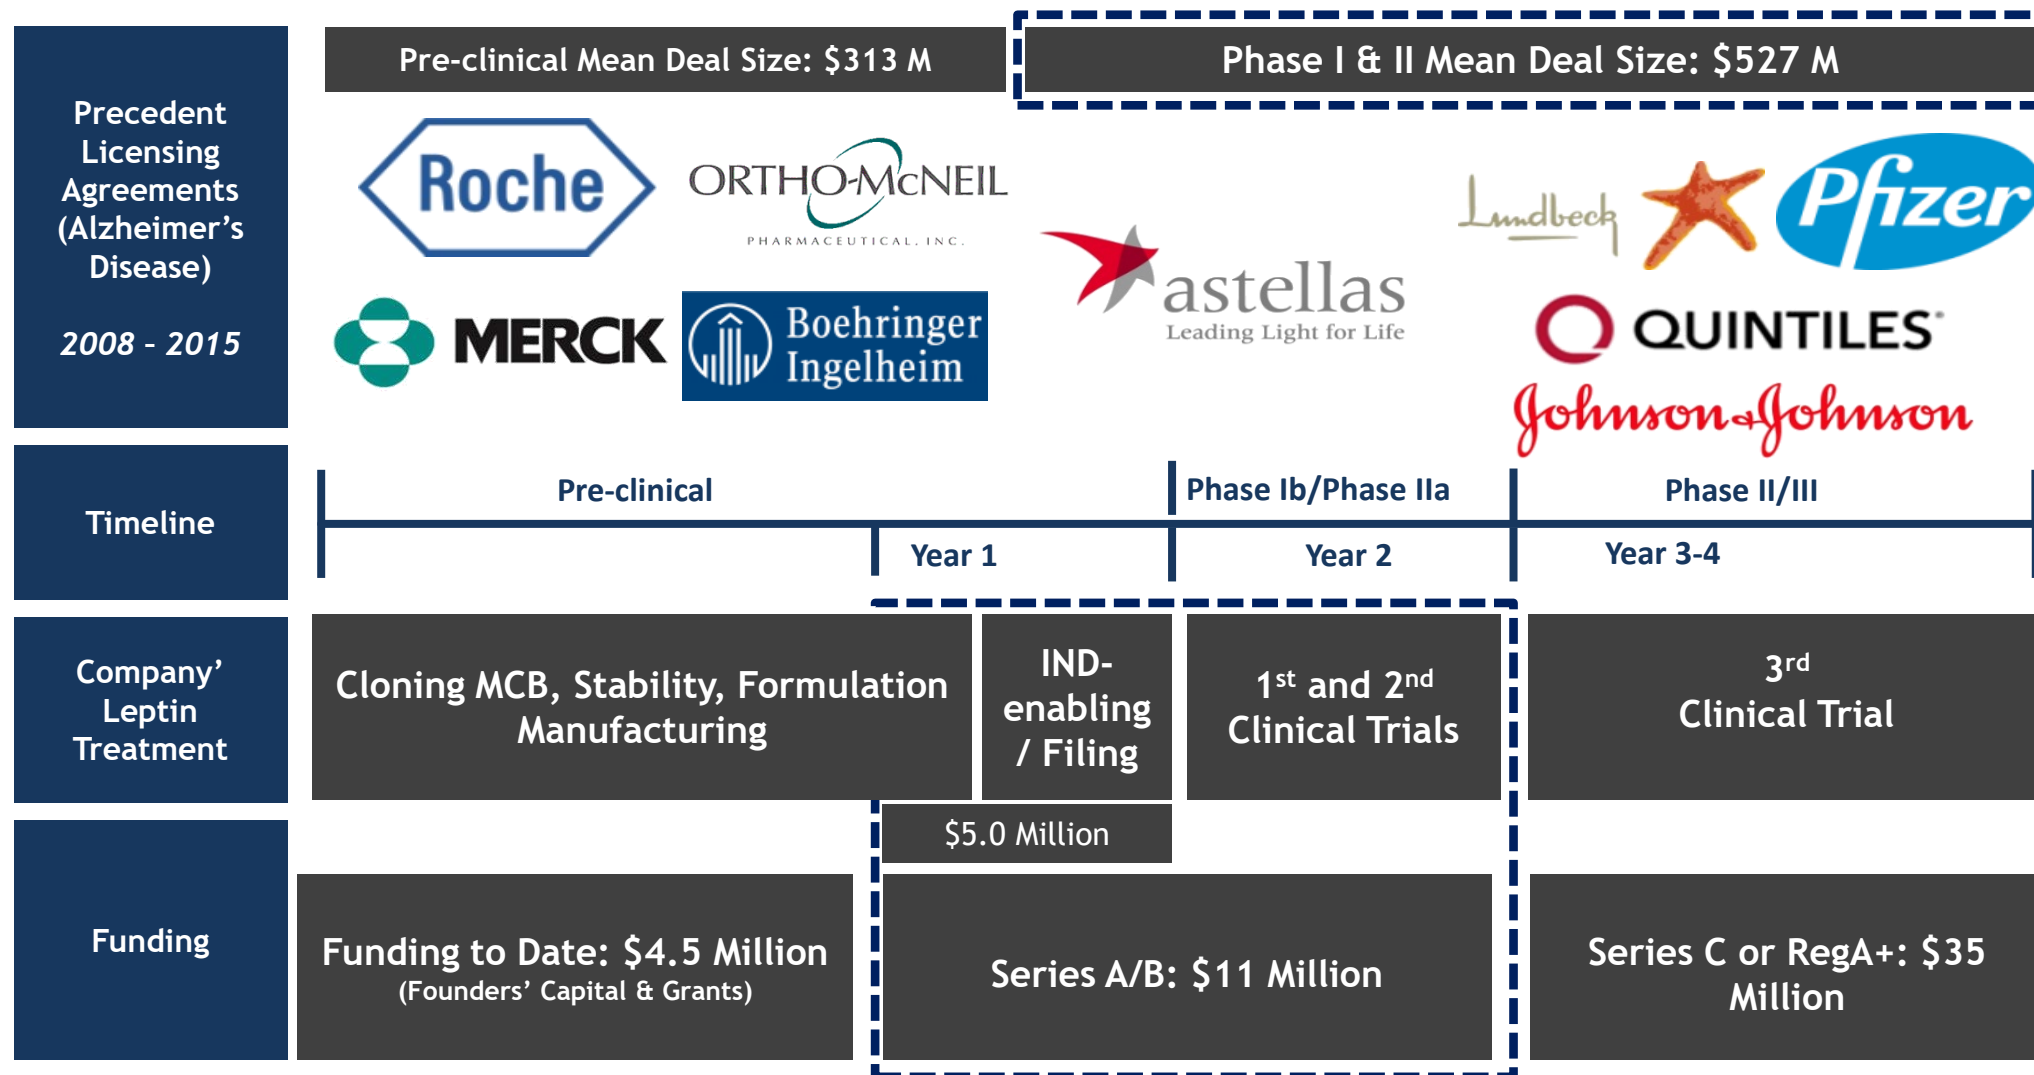 Precedent
Licensing
Agreements
(Alzheimer’s
Disease)
2008 – 2015
Pre-clinical Mean Deal Size: $313 M
Phase I & II Mean Deal Size: $527 M
Roche
ORTHO-McNEIL
PHARMACEUTICAL, INC.
MERCK
Boehringer
Ingelheim
astellas
Leading Light for Life
Lundbeck
Pfizer
QUINTILES®
Johnson & Johnson
Timeline
Pre-clinical
Phase Ib/Phase IIa
Phase II/III
Year 1
Year 2
Year 3-4
Company’
Leptin
Treatment
Cloning MCB, Stability, Formulation
Manufacturing
IND-
enabling
/ Filing
1st and 2nd
Clinical Trials
3rd
Clinical Trial
Funding
$5.0 Million
Funding to Date: $4.5 Million
(Founders’ Capital & Grants)
Series A/B: $11 Million
Series C or RegA+: $35
Million